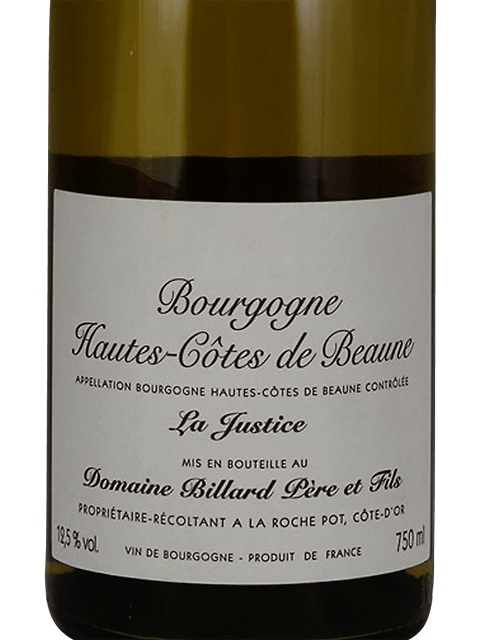 Bourgogne
Hautes-Côtes de Beaune
APPELLATION BOURGOGNE HAUTES-CÔTES DE BEAUNE CONTRÔLÉE
La Justice
MIS EN BOUTEILLE AU
Domaine Billard Père et Fils
PROPRIÉTAIRE-RÉCOLTANT A LA ROCHE POT, CÔTE-D'OR
12,5 % vol.
750 ml
VIN DE BOURGOGNE - PRODUIT DE FRANCE